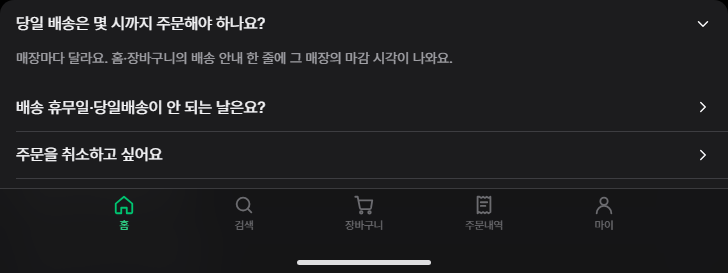 당일 배송은 몇 시까지 주문해야 하나요?
매장마다 달라요. 홈·장바구니의 배송 안내 한 줄에 그 매장의 마감 시각이 나와요.
배송 휴무일·당일배송이 안 되는 날은요?
주문을 취소하고 싶어요
홈
검색
장바구니
주문내역
마이